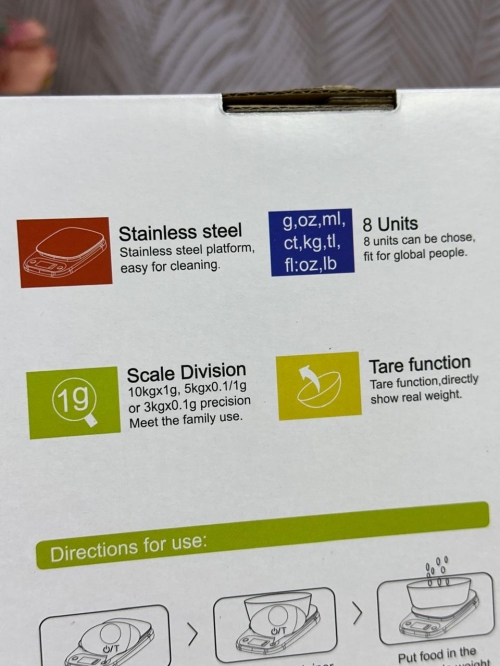 Stainless steel
Stainless steel platform,
easy for cleaning.
g,oz,ml,
ct,kg,tl,
fl:oz,lb
8 Units
8 units can be chose,
fit for global people.
1g
Scale Division
10kgx1g, 5kgx0.1/1g
or 3kgx0.1g precision
Meet the family use.
Tare function
Tare function,directly
show real weight.
Directions for use:
⏻/T
⏻/T
Put food in the